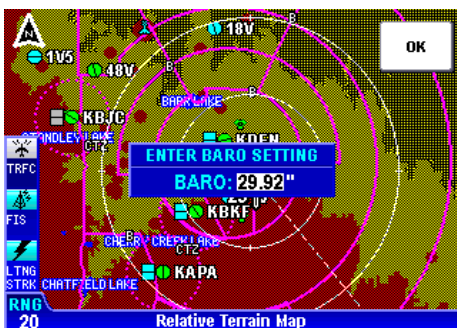 N
18V
OK
1V5
48V
B
B
BARR LAKE
KBJC
STANDLEY LAKE
CTZ
KDEN
ENTER BARO SETTING
BARO: 29.92"
TRFC
FIS
KBKF
B
CHERRY CREEK LAKE
CTZ
LTNG
STRK
CHATFIELD LAKE
KAPA
RNG
20
Relative Terrain Map